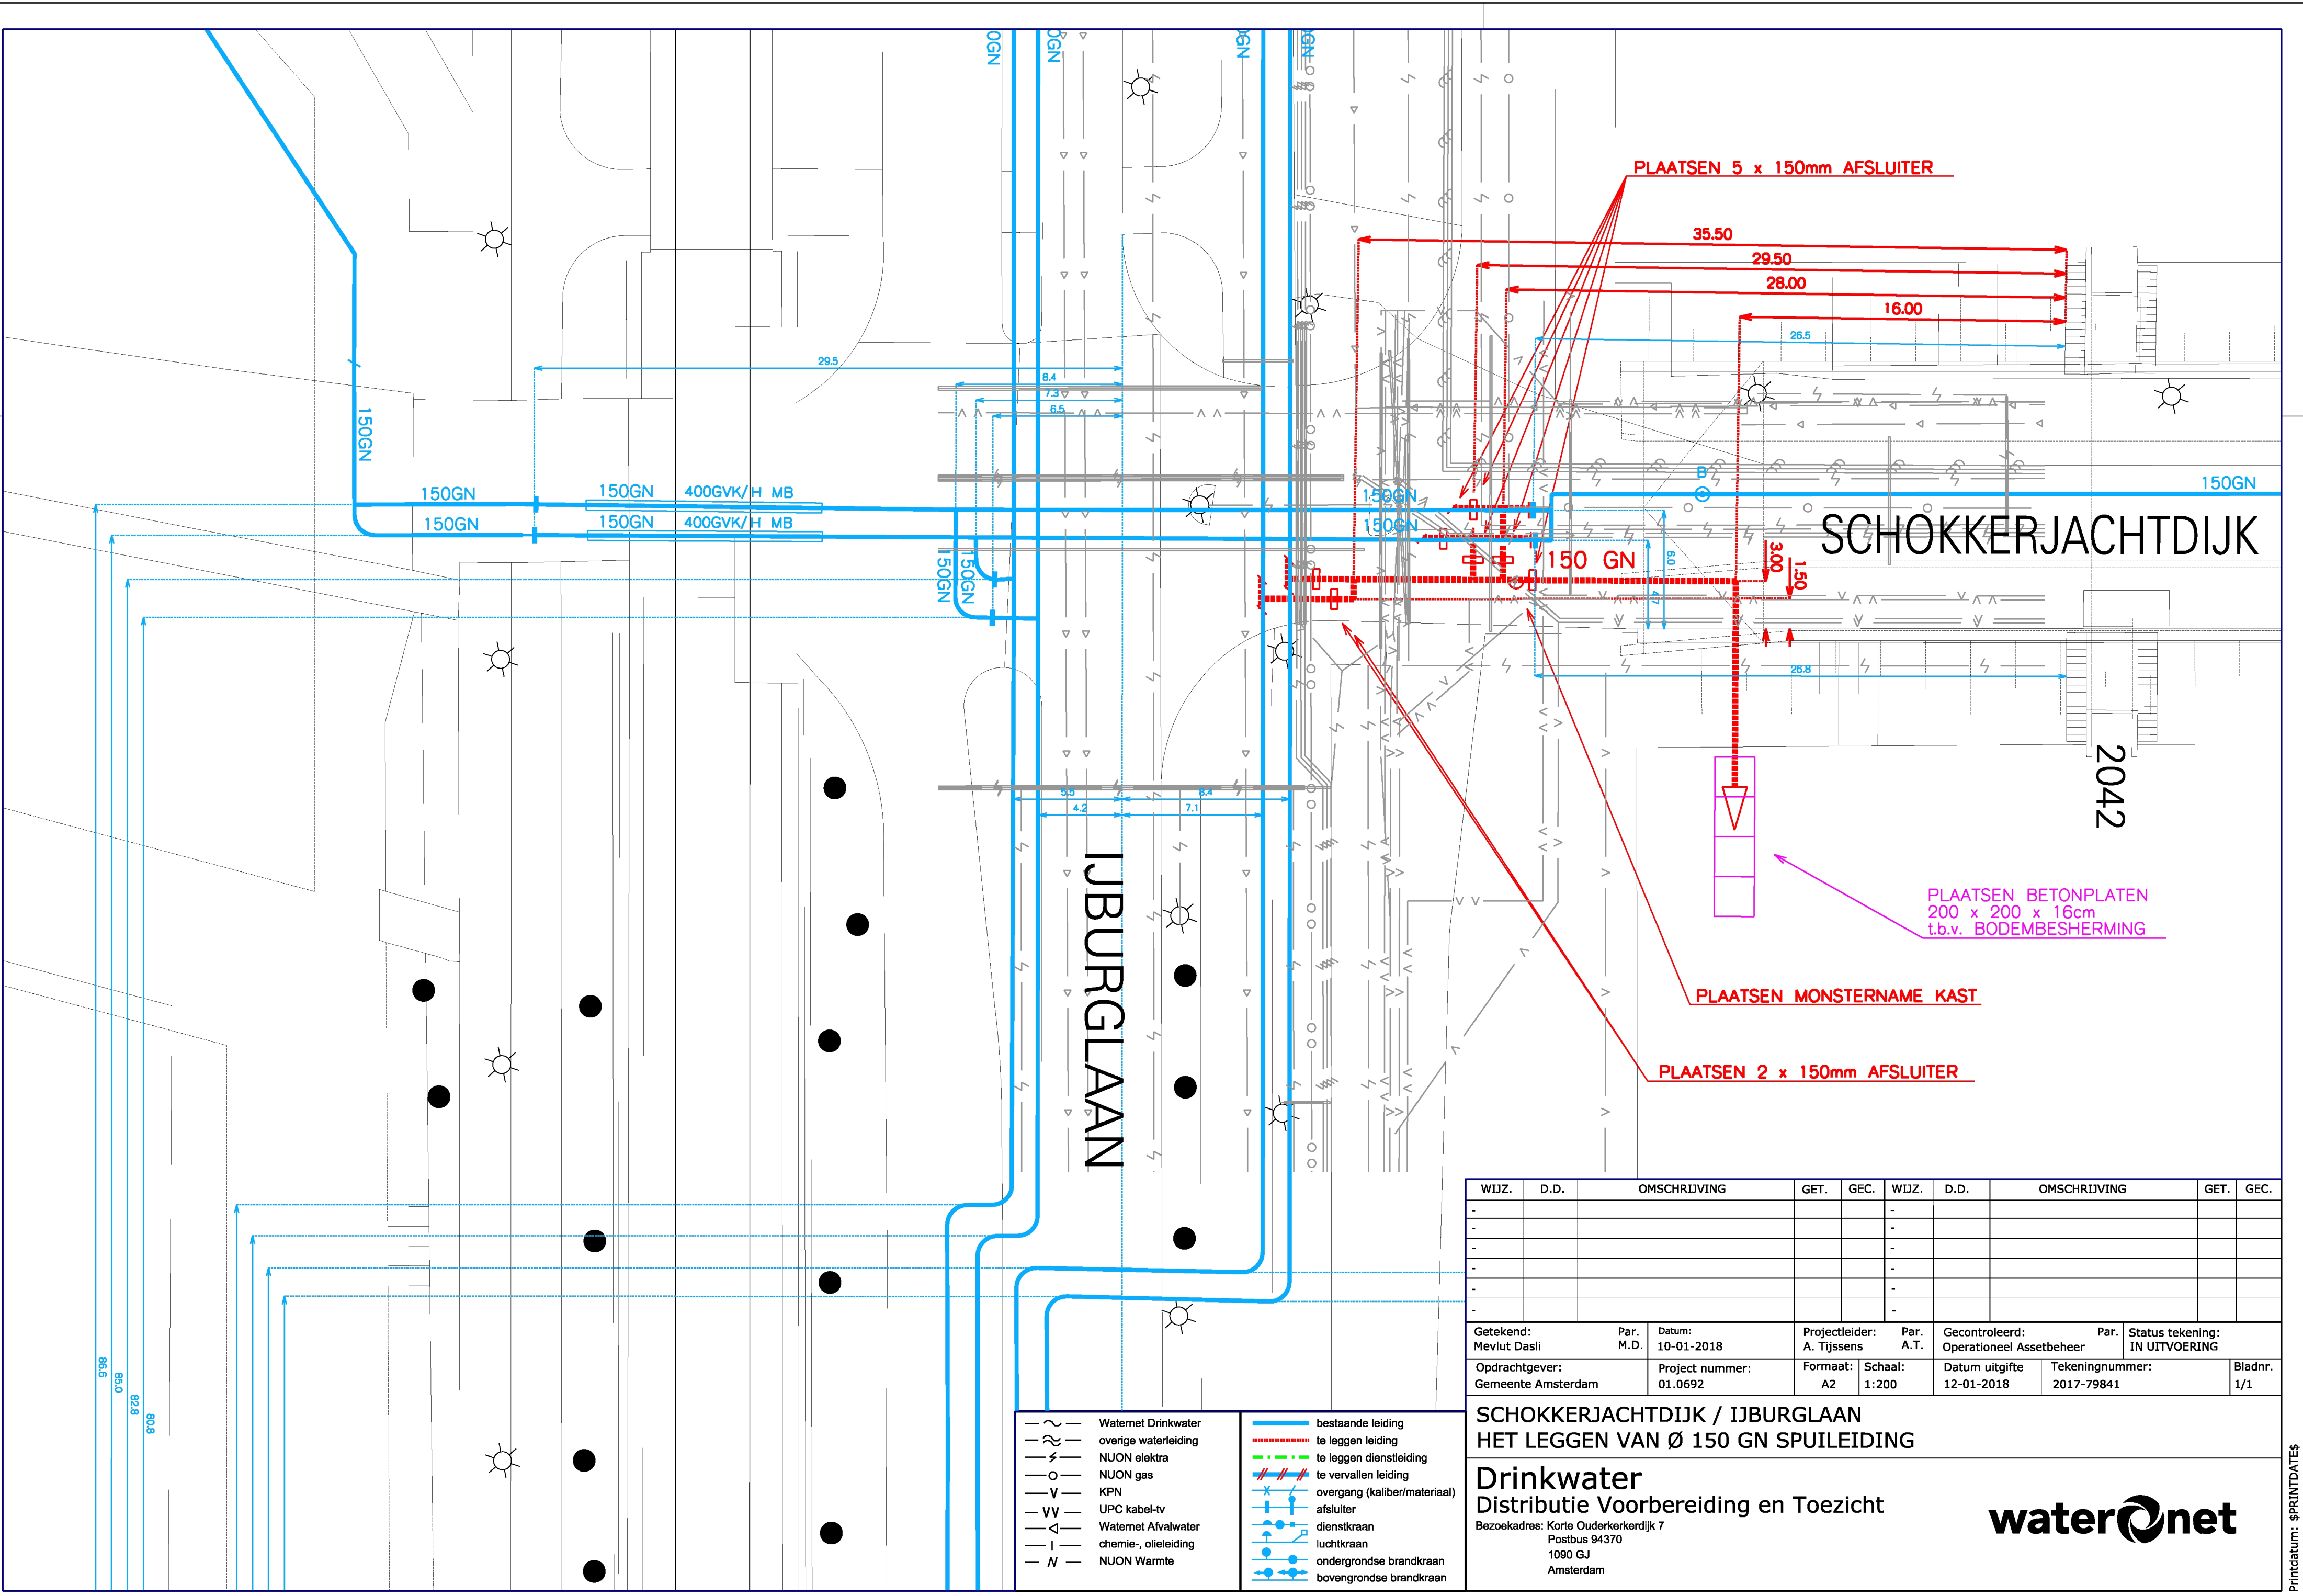 0GN
0GN
0GN
0GN
PLAATSEN 5 x 150mm AFSLUITER
35.50
29.50
28.00
16.00
26.5
29.5
8.4
7.3
6.5
150GN
150GN
150GN
400GVK/H MB
150GN
B
150GN
150GN
150GN
400GVK/H MB
150GN
SCHOKKERJACHTDIJK
150GN
150GN
150 GN
6.0
4.7
3.00
1.50
26.8
2042
5.5
8.4
4.2
7.1
IJBURGLAAN
PLAATSEN BETONPLATEN
200 x 200 x 16cm
t.b.v. BODEMBESHERMING
PLAATSEN MONSTERNAME KAST
PLAATSEN 2 x 150mm AFSLUITER
86.6
85.0
82.8
80.8
WIJZ. D.D. OMSCHRIJVING GET. GEC. WIJZ. D.D. OMSCHRIJVING GET. GEC.
- -
- -
- -
- -
- -
- -
Getekend: Par. Datum: Projectleider: Par. Gecontroleerd: Par. Status tekening:
Mevlut Dasli M.D. 10-01-2018 A. Tijssens A.T. Operationeel Assetbeheer IN UITVOERING
Opdrachtgever: Project nummer: Formaat: Schaal: Datum uitgifte Tekeningnummer: Bladnr.
Gemeente Amsterdam 01.0692 A2 1:200 12-01-2018 2017-79841 1/1
SCHOKKERJACHTDIJK / IJBURGLAAN
HET LEGGEN VAN Ø 150 GN SPUILEIDING
Drinkwater
Distributie Voorbereiding en Toezicht
Bezoekadres: Korte Ouderkerkerdijk 7
Postbus 94370
1090 GJ
Amsterdam
waternet
Waternet Drinkwater
overige waterleiding
NUON elektra
NUON gas
V KPN
VV UPC kabel-tv
Waternet Afvalwater
chemie-, olieleiding
N NUON Warmte
bestaande leiding
te leggen leiding
te leggen dienstleiding
te vervallen leiding
overgang (kaliber/materiaal)
afsluiter
dienstkraan
luchtkraan
ondergrondse brandkraan
bovengrondse brandkraan
Printdatum: $PRINTDATE$